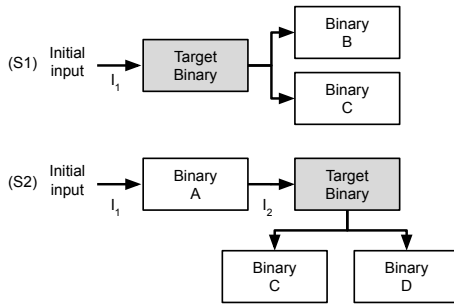 (S1)
Initial
input
I₁
Target
Binary
Binary
B
Binary
C
(S2)
Initial
input
I₁
Binary
A
I₂
Target
Binary
Binary
C
Binary
D